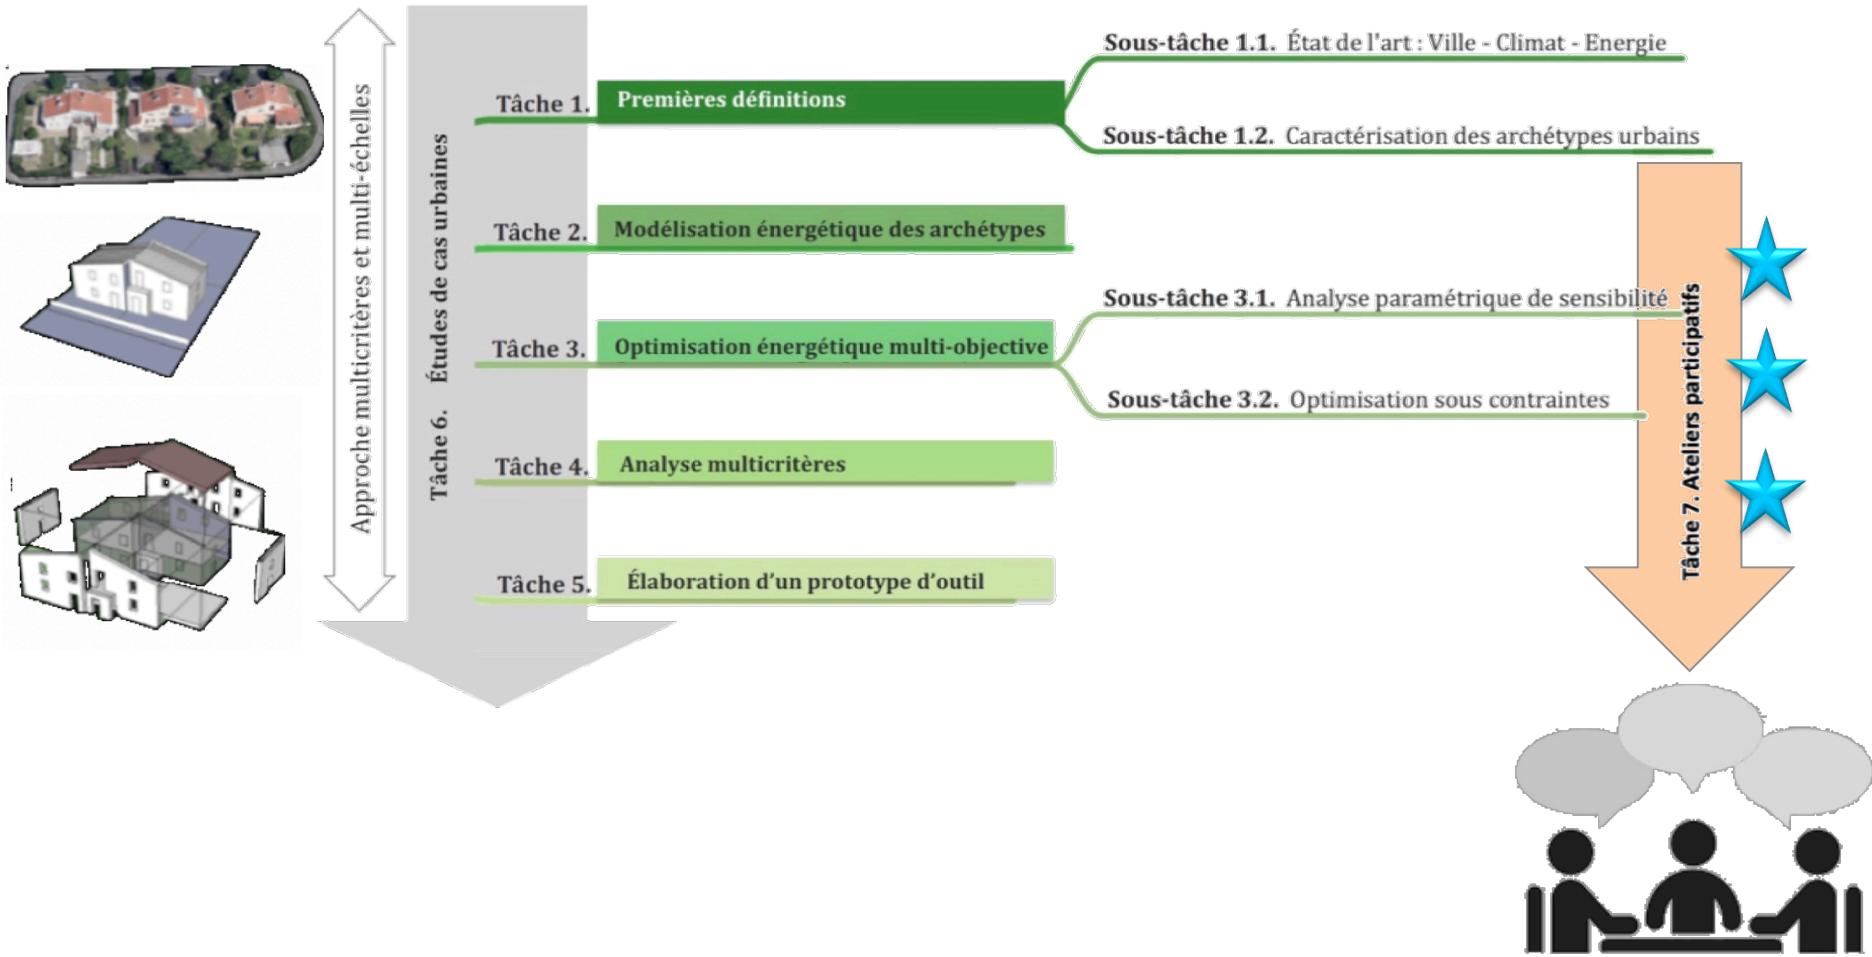 Approche multicritères et multi-échelles
Tâche 6.  Études de cas urbaines
Tâche 1. Premières définitions
Sous-tâche 1.1. État de l'art : Ville - Climat - Energie
Sous-tâche 1.2. Caractérisation des archétypes urbains
Tâche 2. Modélisation énergétique des archétypes
Tâche 3. Optimisation énergétique multi-objective
Sous-tâche 3.1. Analyse paramétrique de sensibilité
Sous-tâche 3.2. Optimisation sous contraintes
Tâche 4. Analyse multicritères
Tâche 5. Élaboration d’un prototype d’outil
Tâche 7. Ateliers participatifs